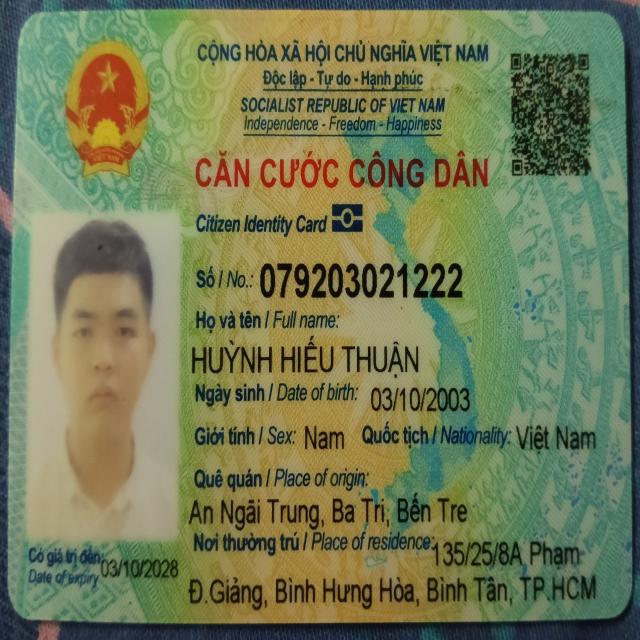 CỘNG HÒA XÃ HỘI CHỦ NGHĨA VIỆT NAM
Độc lập - Tự do - Hạnh phúc
SOCIALIST REPUBLIC OF VIET NAM
Independence - Freedom - Happiness
CĂN CƯỚC CÔNG DÂN
Citizen Identity Card
Số / No.: 079203021222
Họ và tên / Full name:
HUỲNH HIẾU THUẬN
Ngày sinh / Date of birth: 03/10/2003
Giới tính / Sex: Nam Quốc tịch / Nationality: Việt Nam
Quê quán / Place of origin:
An Ngãi Trung, Ba Tri, Bến Tre
Nơi thường trú / Place of residence: 135/25/8A Phạm
Đ.Giảng, Bình Hưng Hòa, Bình Tân, TP.HCM
Có giá trị đến: 03/10/2028
Date of expiry